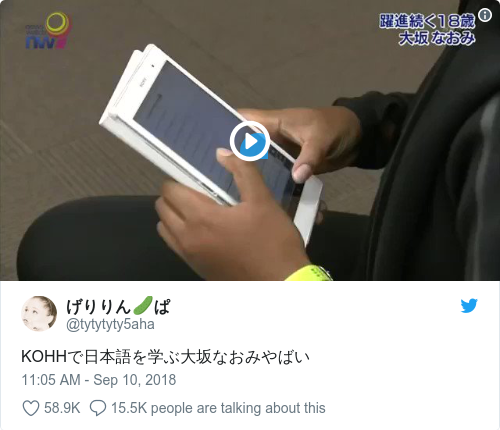 躍進続く18歳
大坂 なおみ
げりりん🥒ぱ
@tytytyty5aha
KOHHで日本語を学ぶ大坂なおみやばい
11:05 AM - Sep 10, 2018
58.9K 15.5K people are talking about this